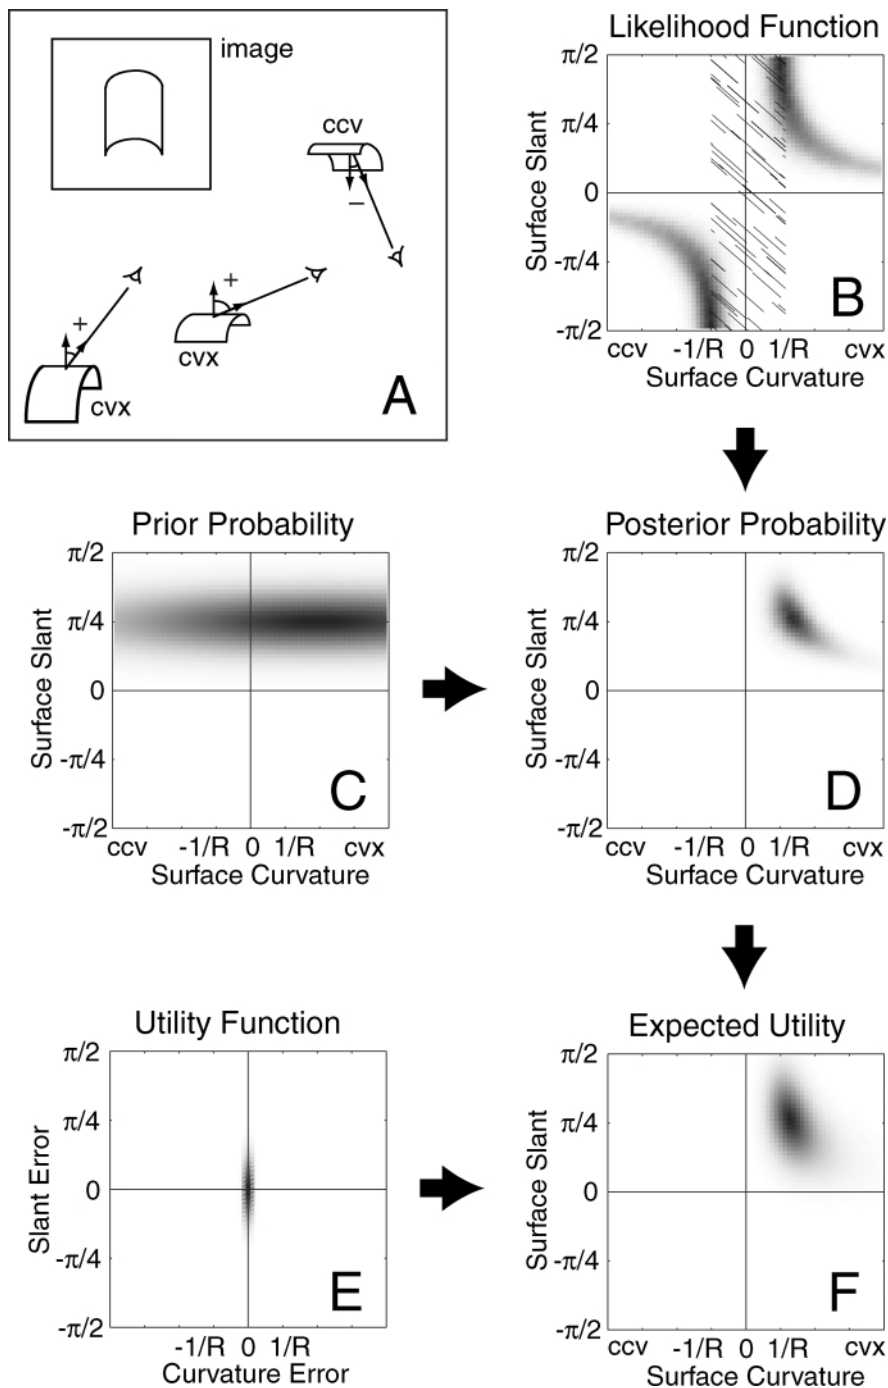 image
ccv
−
+
cvx
+
cvx
A
Likelihood Function
π/2
π/4
0
-π/4
-π/2
Surface Slant
B
ccv -1/R 0 1/R cvx
Surface Curvature
Prior Probability
π/2
π/4
0
-π/4
-π/2
Surface Slant
C
ccv -1/R 0 1/R cvx
Surface Curvature
Posterior Probability
π/2
π/4
0
-π/4
-π/2
Surface Slant
D
ccv -1/R 0 1/R cvx
Surface Curvature
Utility Function
π/2
π/4
0
-π/4
-π/2
Slant Error
E
-1/R 0 1/R
Curvature Error
Expected Utility
π/2
π/4
0
-π/4
-π/2
Surface Slant
F
ccv -1/R 0 1/R cvx
Surface Curvature